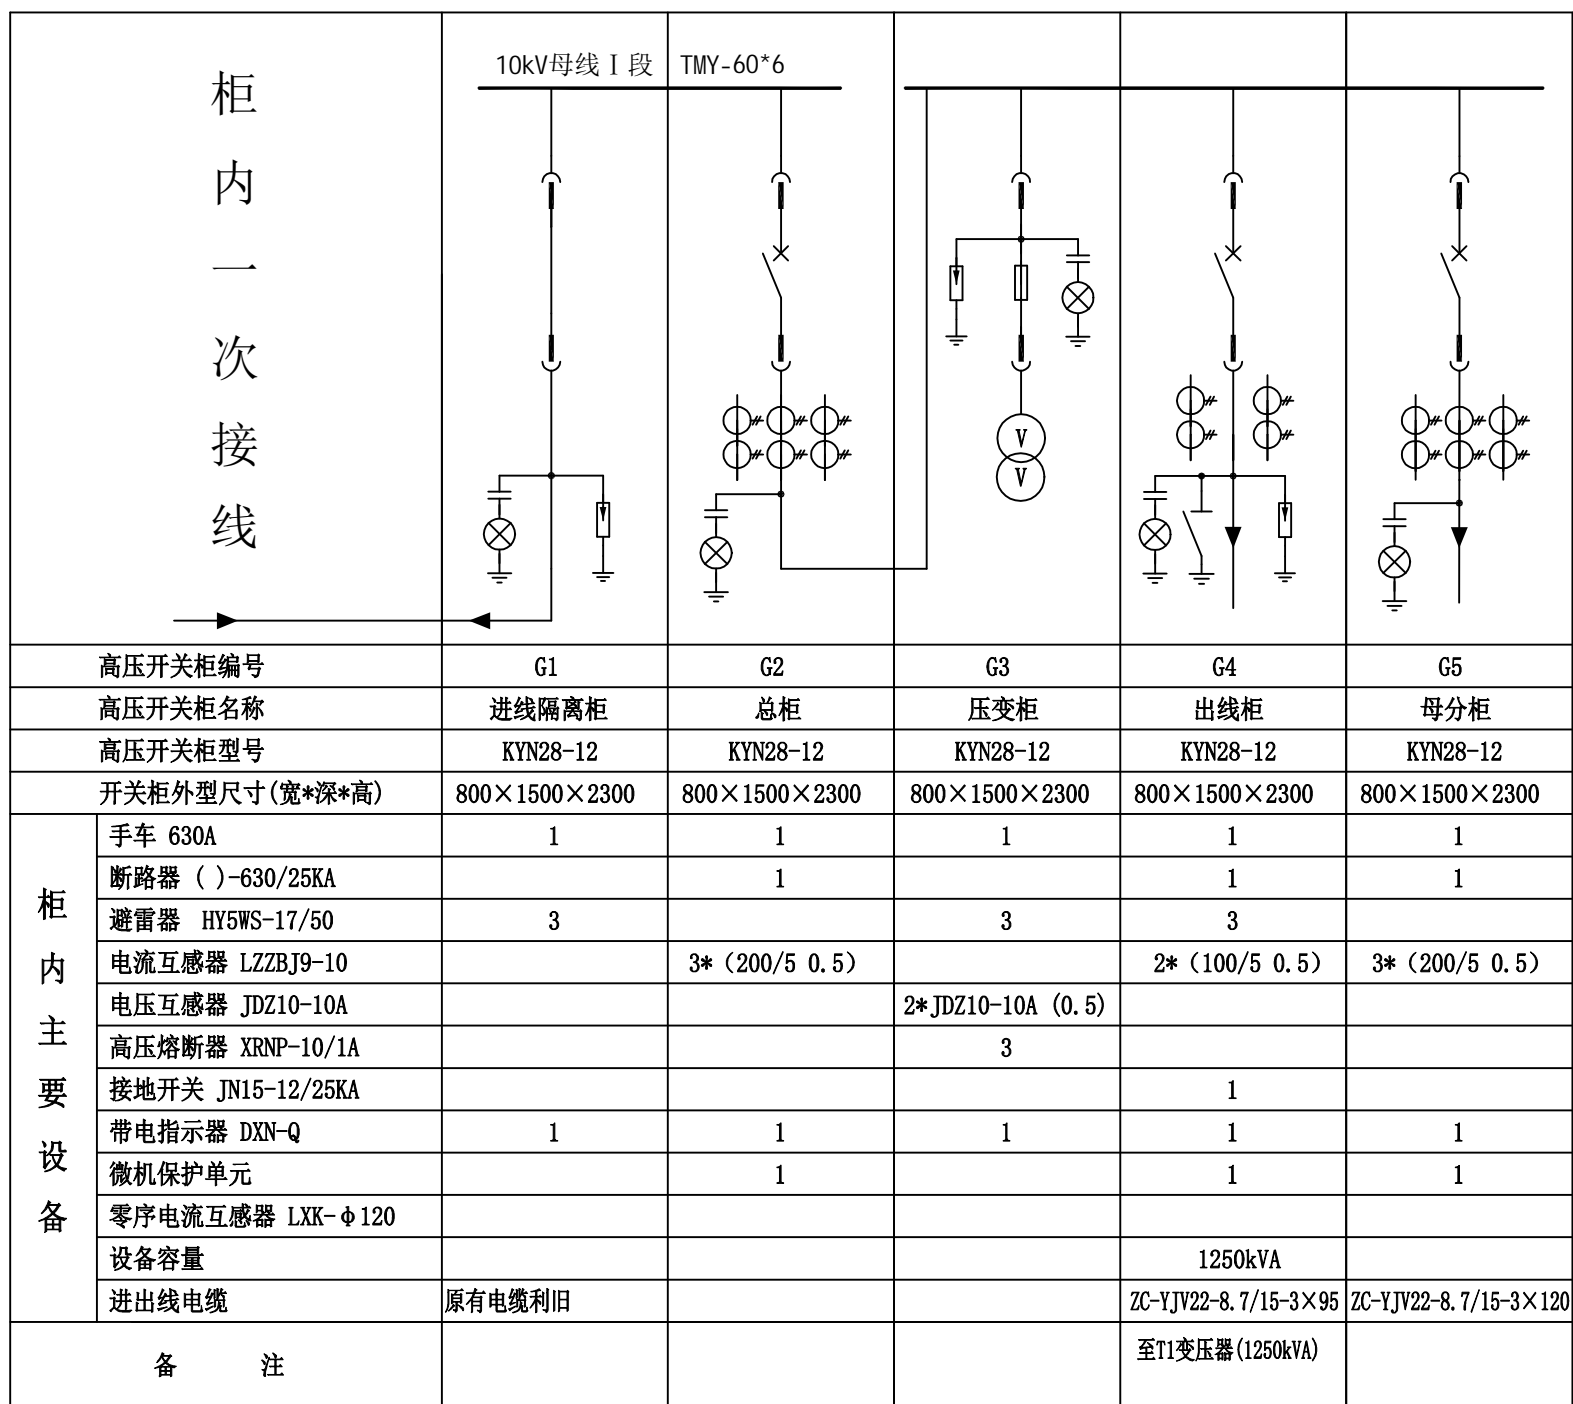 柜内一次接线
10kV母线Ⅰ段 TMY-60*6
V
V
高压开关柜编号 G1 G2 G3 G4 G5
高压开关柜名称 进线隔离柜 总柜 压变柜 出线柜 母分柜
高压开关柜型号 KYN28-12 KYN28-12 KYN28-12 KYN28-12 KYN28-12
开关柜外型尺寸(宽*深*高) 800×1500×2300 800×1500×2300 800×1500×2300 800×1500×2300 800×1500×2300
柜内主要设备
手车 630A 1 1 1 1 1
断路器 ( )-630/25KA 1 1 1
避雷器 HY5WS-17/50 3 3 3
电流互感器 LZZBJ9-10 3*（200/5 0.5） 2*（100/5 0.5） 3*（200/5 0.5）
电压互感器 JDZ10-10A 2*JDZ10-10A (0.5)
高压熔断器 XRNP-10/1A 3
接地开关 JN15-12/25KA 1
带电指示器 DXN-Q 1 1 1 1 1
微机保护单元 1 1 1
零序电流互感器 LXK-φ120
设备容量 1250kVA
进出线电缆 原有电缆利旧 ZC-YJV22-8.7/15-3×95 ZC-YJV22-8.7/15-3×120
备 注 至T1变压器(1250kVA)